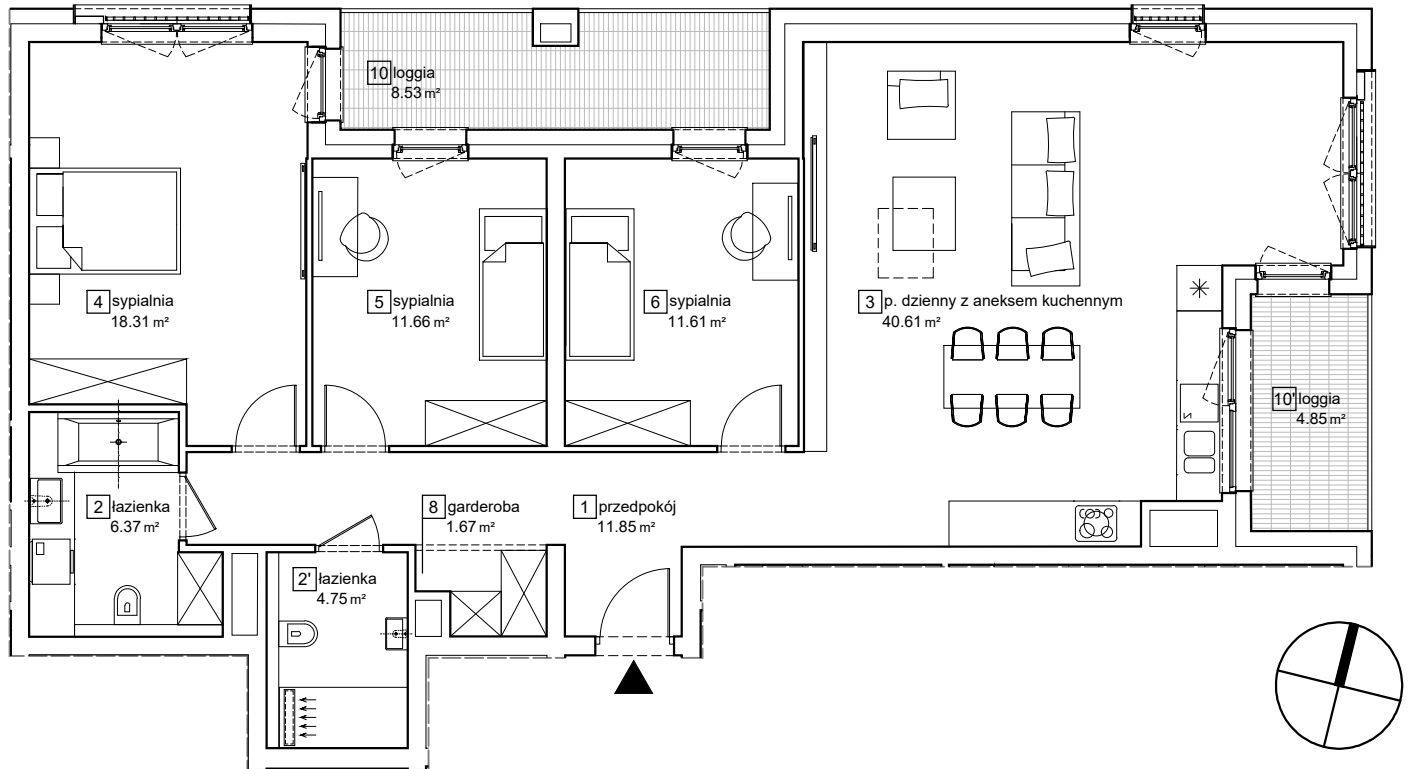 10 loggia
8.53 m²
4 sypialnia
18.31 m²
5 sypialnia
11.66 m²
6 sypialnia
11.61 m²
3 p. dzienny z aneksem kuchennym
40.61 m²
10' loggia
4.85 m²
2 łazienka
6.37 m²
8 garderoba
1.67 m²
1 przedpokój
11.85 m²
2' łazienka
4.75 m²